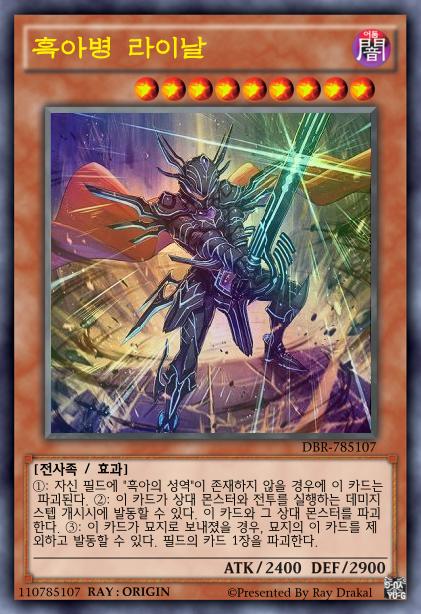 흑아병 라이날
어둠
闇
DBR-785107
[전사족 / 효과]
①: 자신 필드에 "흑아의 성역"이 존재하지 않을 경우에 이 카드는
파괴된다. ②: 이 카드가 상대 몬스터와 전투를 실행하는 데미지
스텝 개시시에 발동할 수 있다. 이 카드와 그 상대 몬스터를 파괴
한다. ③: 이 카드가 묘지로 보내졌을 경우, 묘지의 이 카드를 제
외하고 발동할 수 있다. 필드의 카드 1장을 파괴한다.
ATK/2400 DEF/2900
110785107 RAY : ORIGIN ©Presented By Ray Drakal